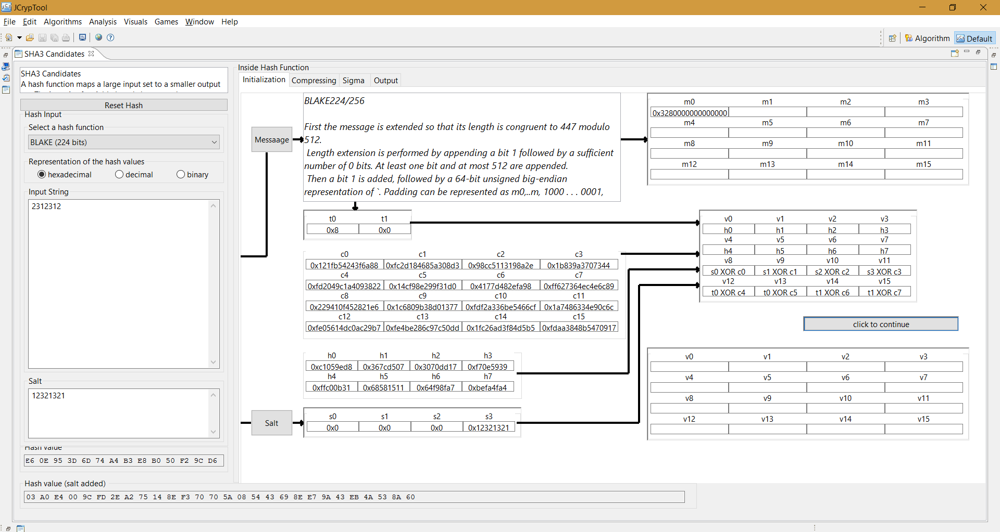 JCrypTool
File Edit Algorithms Analysis Visuals Games Window Help
Algorithm Default
SHA3 Candidates
SHA3 Candidates
A hash function maps a large input set to a smaller output
Reset Hash
Hash Input
Select a hash function
BLAKE (224 bits)
Representation of the hash values
hexadecimal decimal binary
Input String
2312312
Salt
12321321
Hash value
E6 0E 95 3D 6D 74 A4 B3 E8 B0 50 F2 9C D6
Hash value (salt added)
03 A0 E4 00 9C FD 2E A2 75 14 8E F3 70 70 5A 08 54 43 69 8E E7 9A 43 EB 4A 53 8A 60
Inside Hash Function
Initialization Compressing Sigma Output
Messaage
BLAKE224/256
First the message is extended so that its length is congruent to 447 modulo
512.
Length extension is performed by appending a bit 1 followed by a sufficient
number of 0 bits. At least one bit and at most 512 are appended.
Then a bit 1 is added, followed by a 64-bit unsigned big-endian
representation of `. Padding can be represented as m0,..m, 1000 . . . 0001,
t0 t1
0x8 0x0
c0 c1 c2 c3
0x121fb54243f6a88 0xfc2d184685a308d3 0x98cc5113198a2e 0x1b839a3707344
c4 c5 c6 c7
0xfd2049c1a4093822 0x14cf98e299f31d0 0x4177d482efa98 0xff627364ec4e6c89
c8 c9 c10 c11
0x229410f452821e6 0x1c6809b38d01377 0xfdf2a336be5466cf 0x1a7486334e90c6c
c12 c13 c14 c15
0xfe05614dc0ac29b7 0xfe4be286c97c50dd 0x1fc26ad3f84d5b5 0xfdaa3848b5470917
h0 h1 h2 h3
0xc1059ed8 0x367cd507 0x3070dd17 0xf70e5939
h4 h5 h6 h7
0xffc00b31 0x68581511 0x64f98fa7 0xbefa4fa4
Salt
s0 s1 s2 s3
0x0 0x0 0x0 0x12321321
m0 m1 m2 m3
0x3280000000000000
m4 m5 m6 m7
m8 m9 m10 m11
m12 m13 m14 m15
v0 v1 v2 v3
h0 h1 h2 h3
v4 v5 v6 v7
h4 h5 h6 h7
v8 v9 v10 v11
s0 XOR c0 s1 XOR c1 s2 XOR c2 s3 XOR c3
v12 v13 v14 v15
t0 XOR c4 t0 XOR c5 t1 XOR c6 t1 XOR c7
click to continue
v0 v1 v2 v3
v4 v5 v6 v7
v8 v9 v10 v11
v12 v13 v14 v15